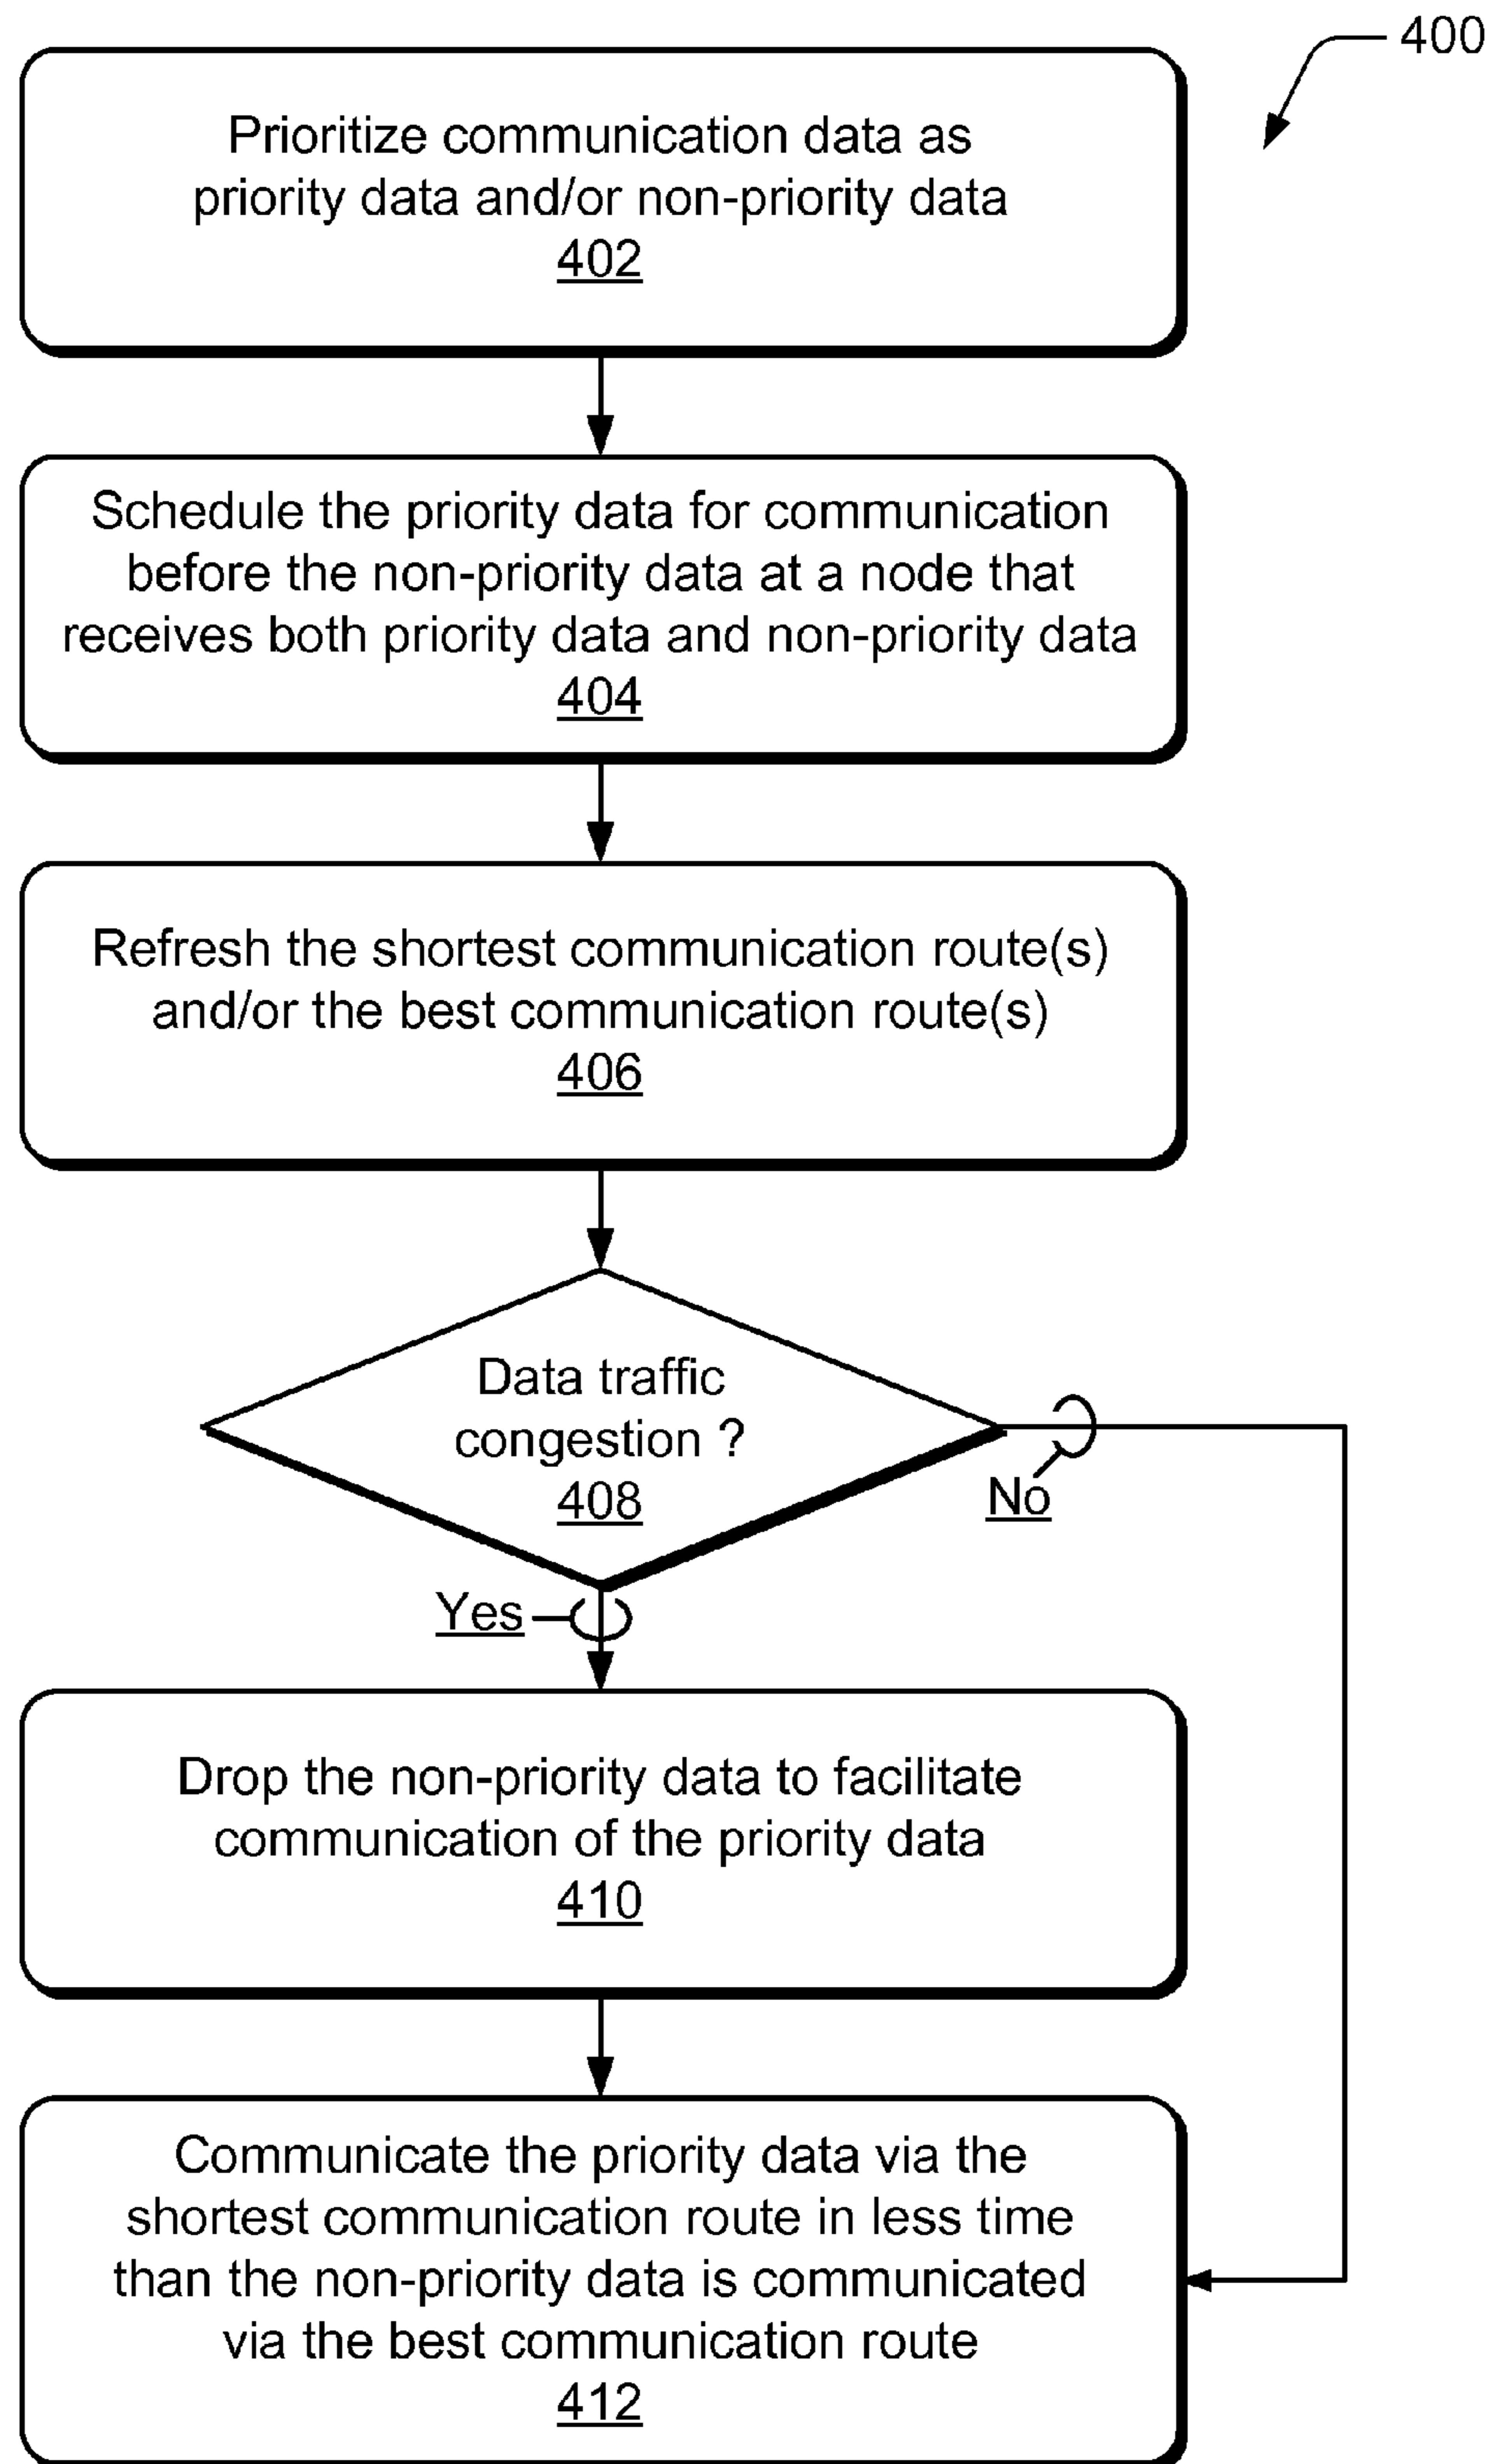 400
Prioritize communication data as
priority data and/or non-priority data
402
Schedule the priority data for communication
before the non-priority data at a node that
receives both priority data and non-priority data
404
Refresh the shortest communication route(s)
and/or the best communication route(s)
406
Data traffic
congestion ?
408
No
Yes
Drop the non-priority data to facilitate
communication of the priority data
410
Communicate the priority data via the
shortest communication route in less time
than the non-priority data is communicated
via the best communication route
412